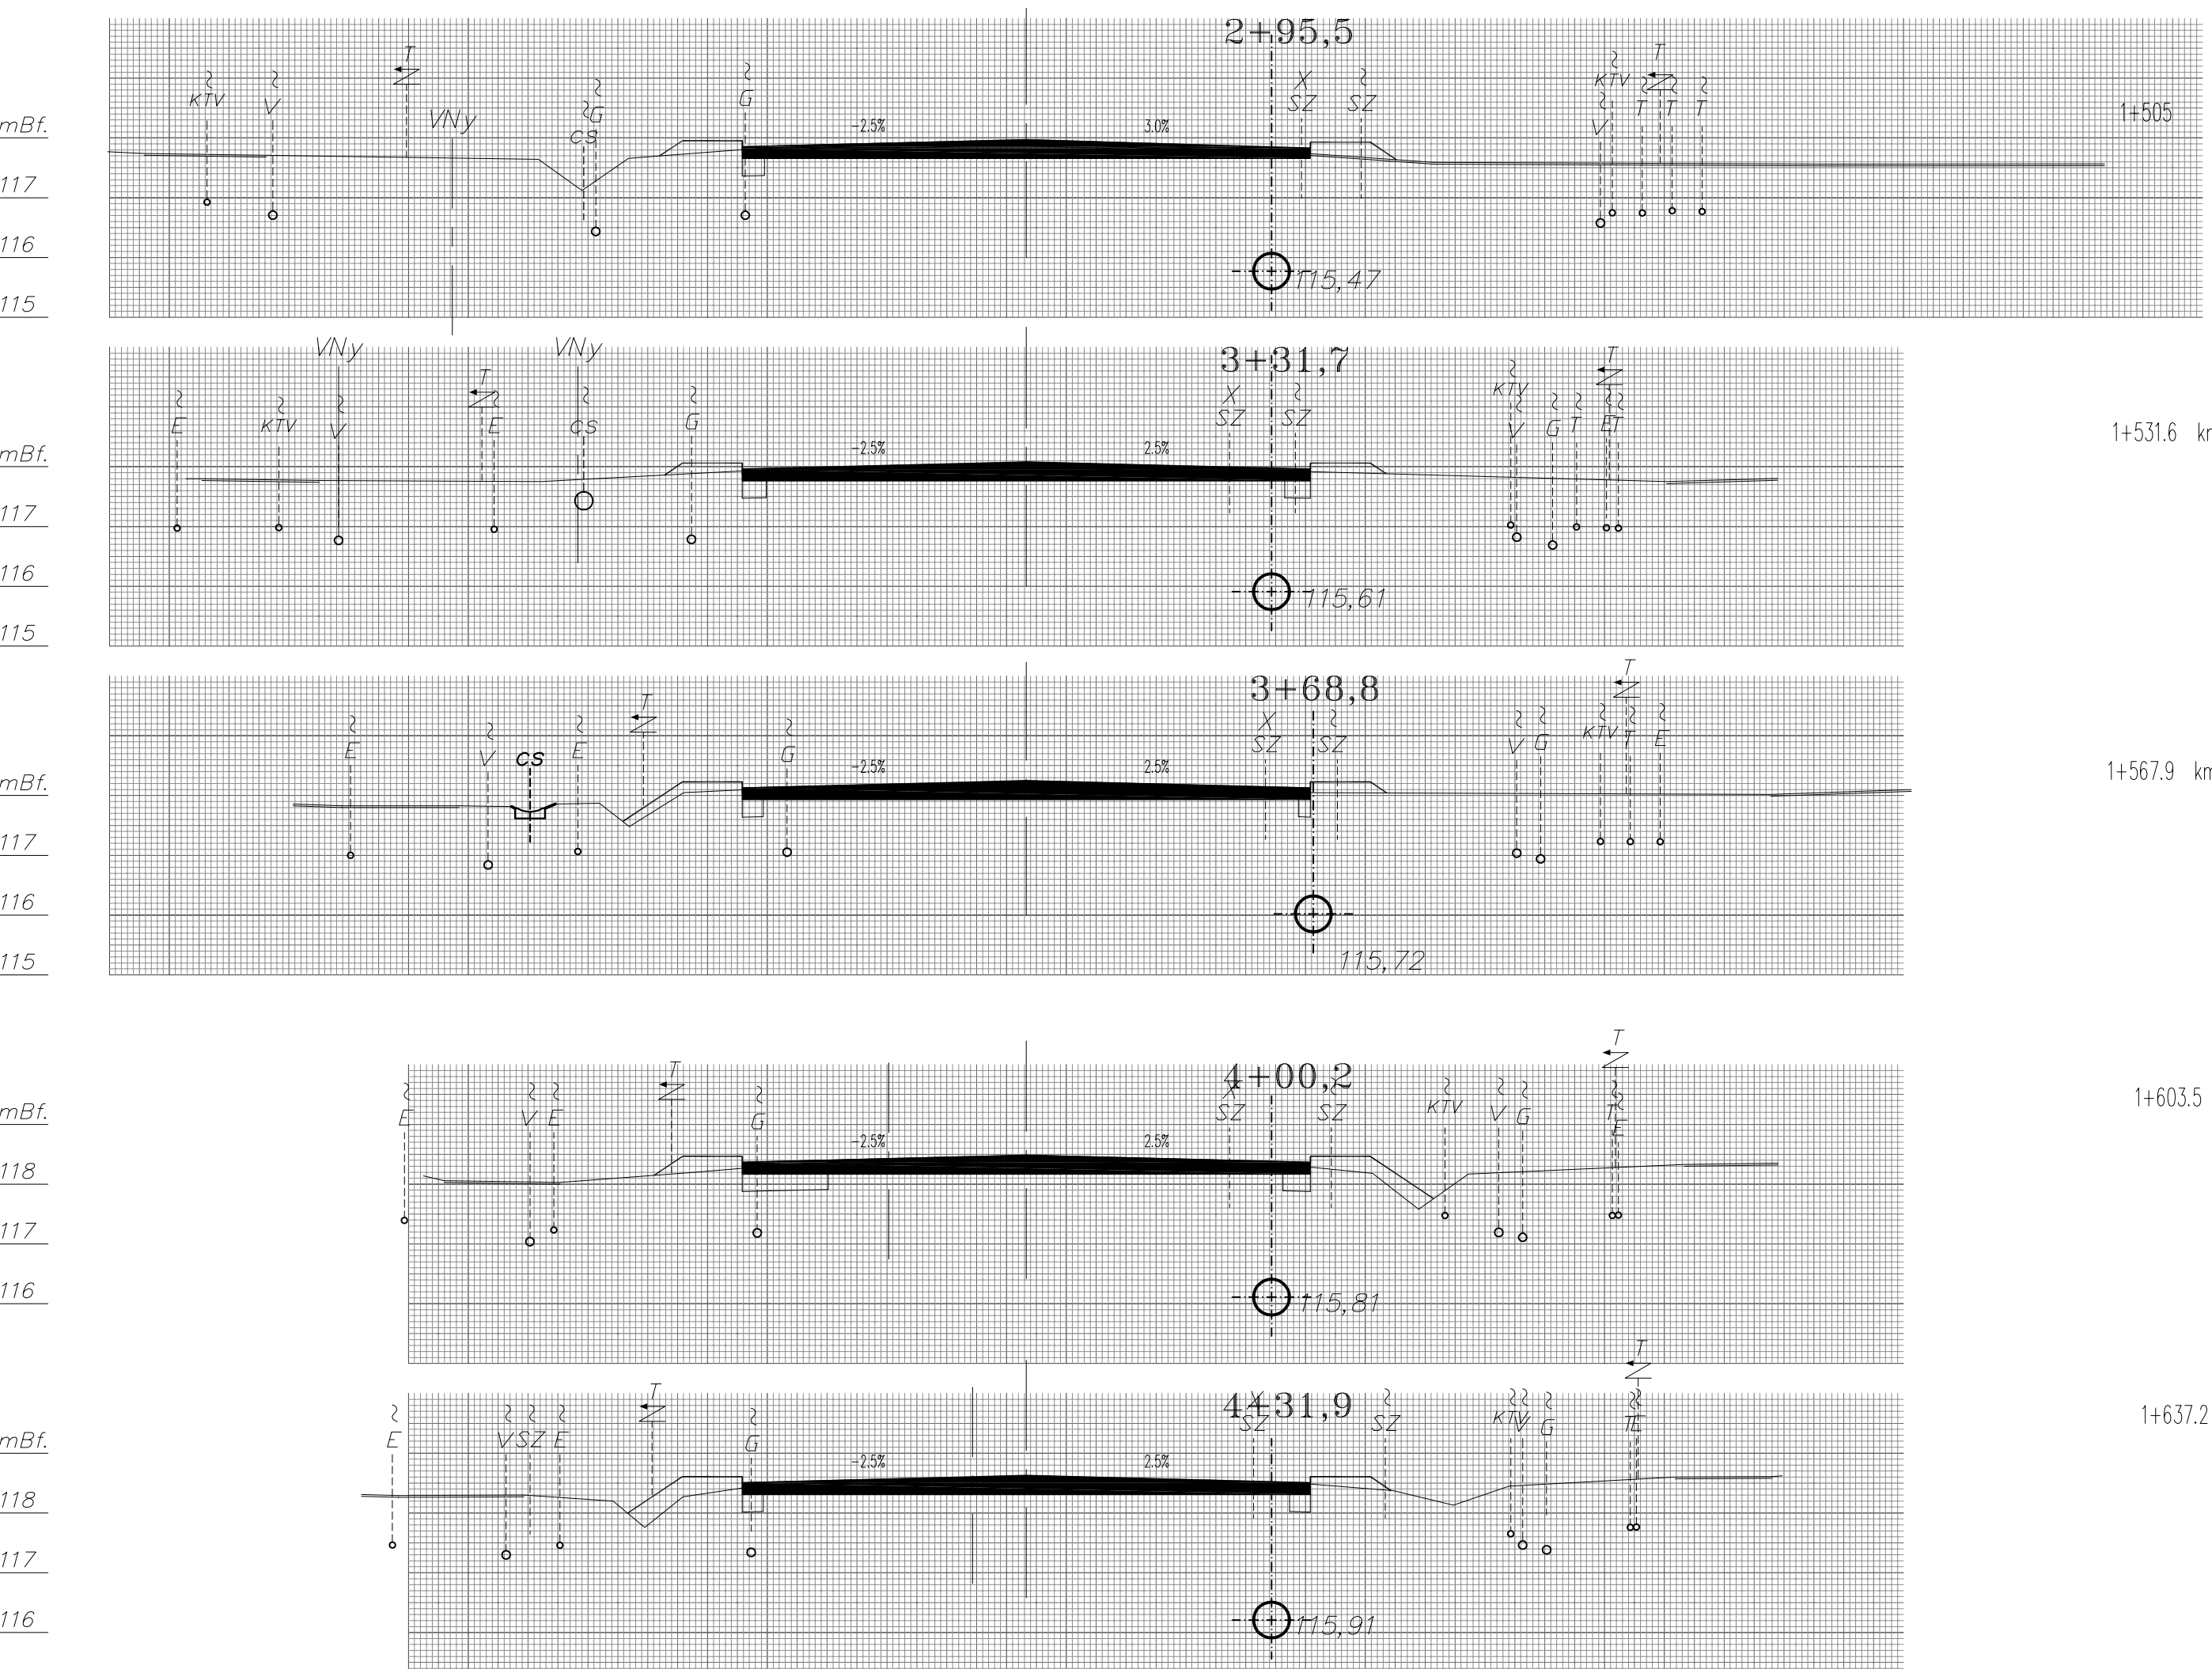 2+95,5
T T
KTV V VNy G CS G X SZ SZ KTV V T T T
mBf. -2.5% 3.0% 1+505
117
116
115,47
115
VNy VNy 3+31,7 T
T
E KTV V E CS G X SZ SZ KTV V G T E T
mBf. -2.5% 2.5% 1+531.6
117
116
115,61
115
T
3+68,8
T
E V CS E G X SZ SZ V G KTV T E
mBf. -2.5% 2.5% 1+567.9
117
116
115 115,72
T
T 4+00,2
E V E G X SZ SZ KTV V G T E
mBf. -2.5% 2.5% 1+603.5
118
117
116 115,81
T
T 4+31,9
E V SZ E G X SZ SZ KTV V G T E
mBf. -2.5% 2.5% 1+637.2
118
117
116 115,91